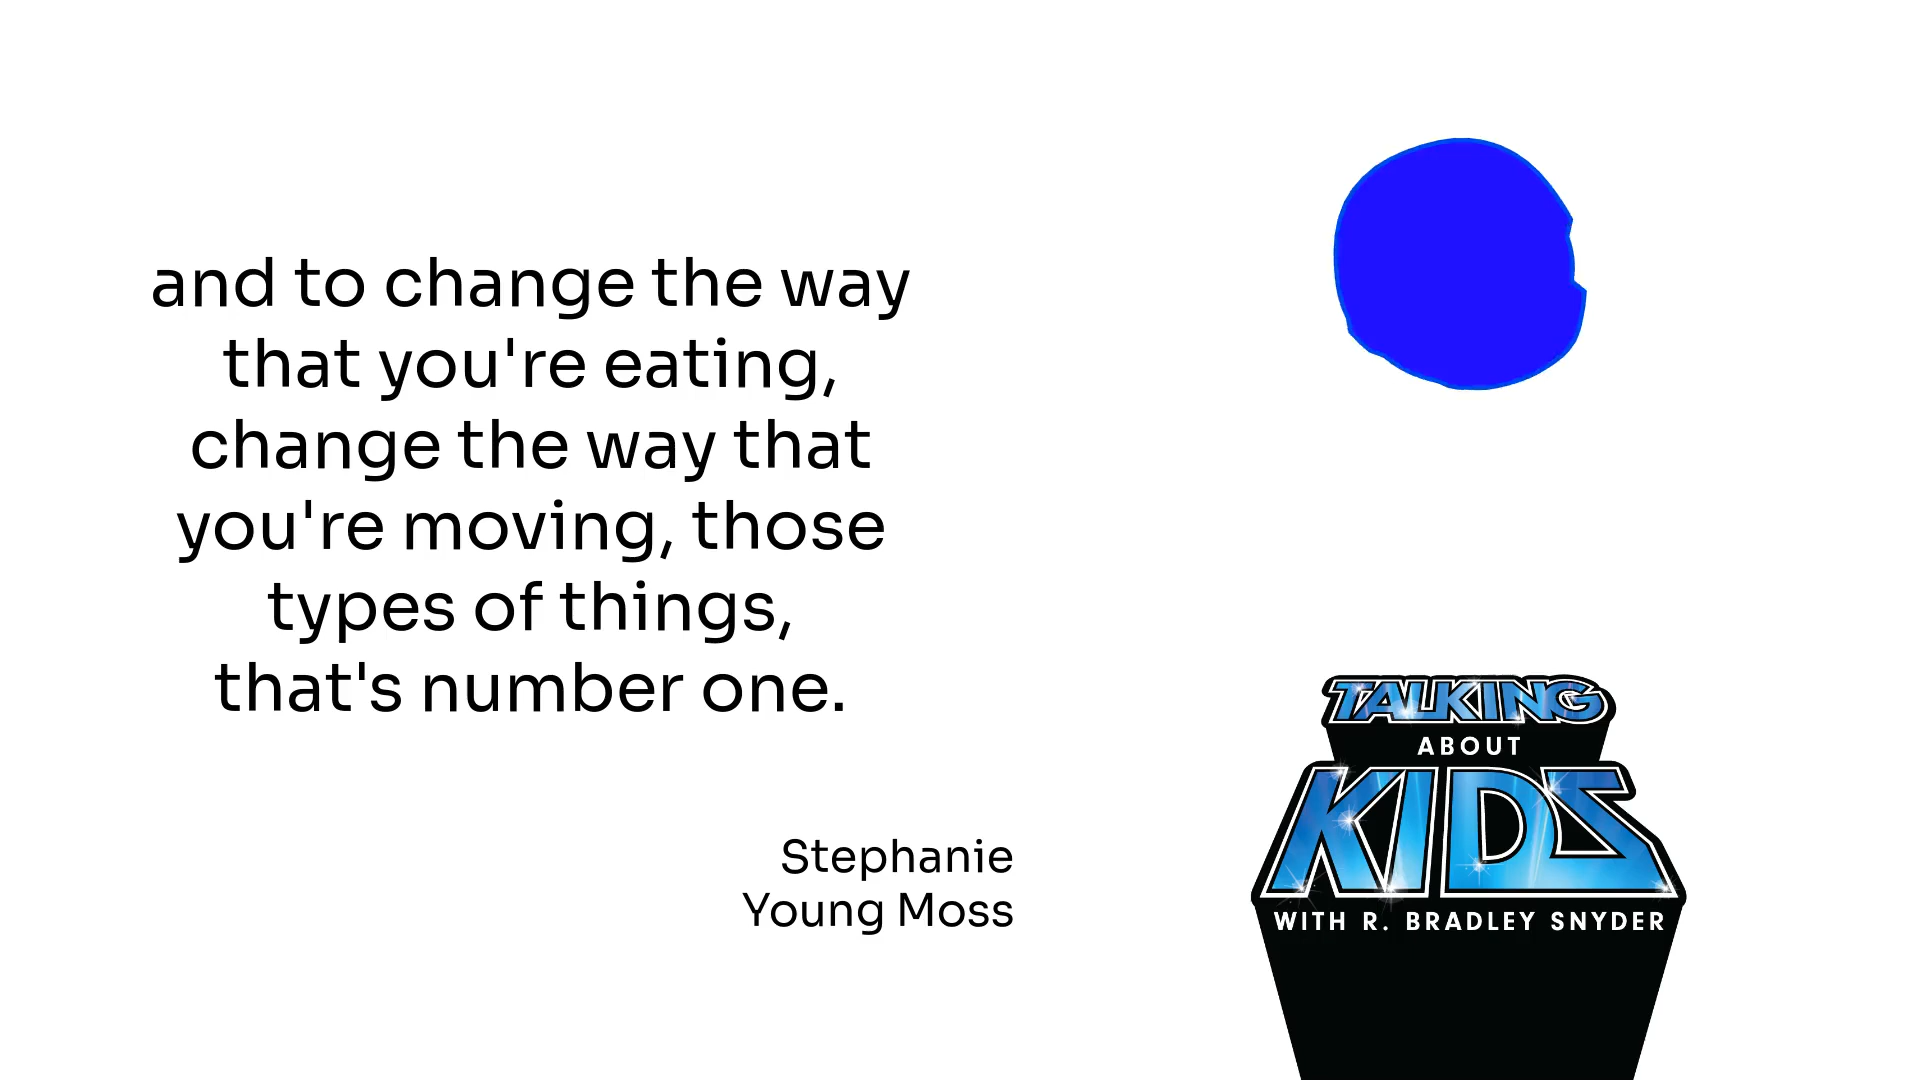 and to change the way
that you're eating,
change the way that
you're moving, those
types of things,
that's number one.
Stephanie
Young Moss
TALKING
ABOUT
KIDS
WITH R. BRADLEY SNYDER